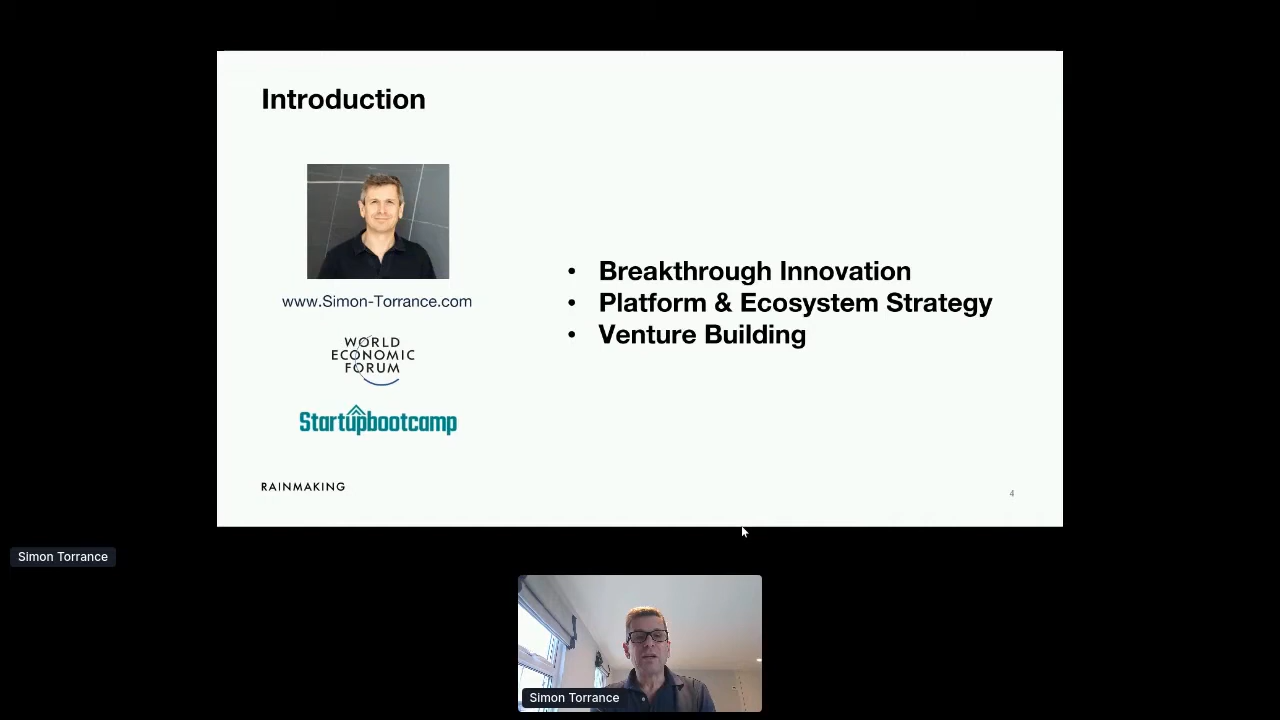 Introduction
www.Simon-Torrance.com
WORLD
ECONOMIC
FORUM
Startupbootcamp
• Breakthrough Innovation
• Platform & Ecosystem Strategy
• Venture Building
RAINMAKING
4
Simon Torrance
Simon Torrance